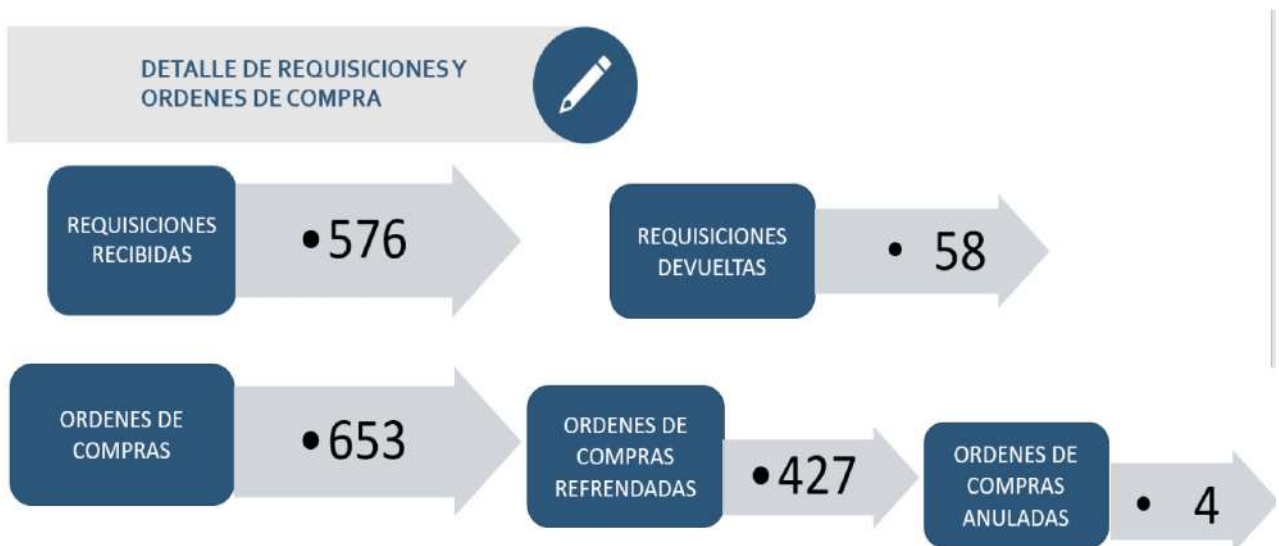 DETALLE DE REQUISICIONES Y
ORDENES DE COMPRA
REQUISICIONES
RECIBIDAS
•576
REQUISICIONES
DEVUELTAS
• 58
ORDENES DE
COMPRAS
•653
ORDENES DE
COMPRAS
REFRENDADAS
•427
ORDENES DE
COMPRAS
ANULADAS
• 4